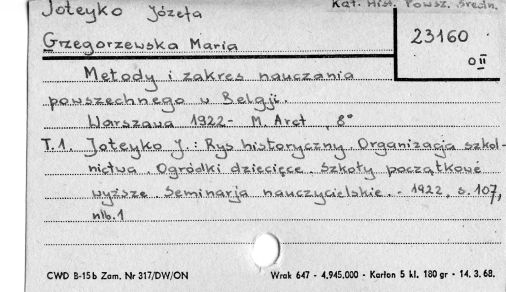 Joteyko Józefa
Kat. Hist. Powsz. Średn.
Grzegorzewska Maria
23160
OII
Metody i zakres nauczania
powszechnego w Belgji.
Warszawa 1922- M. Arct, 8°
T.1. Joteyko J.: Rys historyczny. Organizacja szkol-
nictwa. Ogródki dziecięce. Szkoły początkowe
wyższe. Seminarja nauczycielskie. - 1922, s. 107,
nlb. 1
CWD B-15b Zam. Nr 317/DW/ON
Wrak 647 - 4.945.000 - Karton 5 kl. 180 gr - 14. 3. 68.